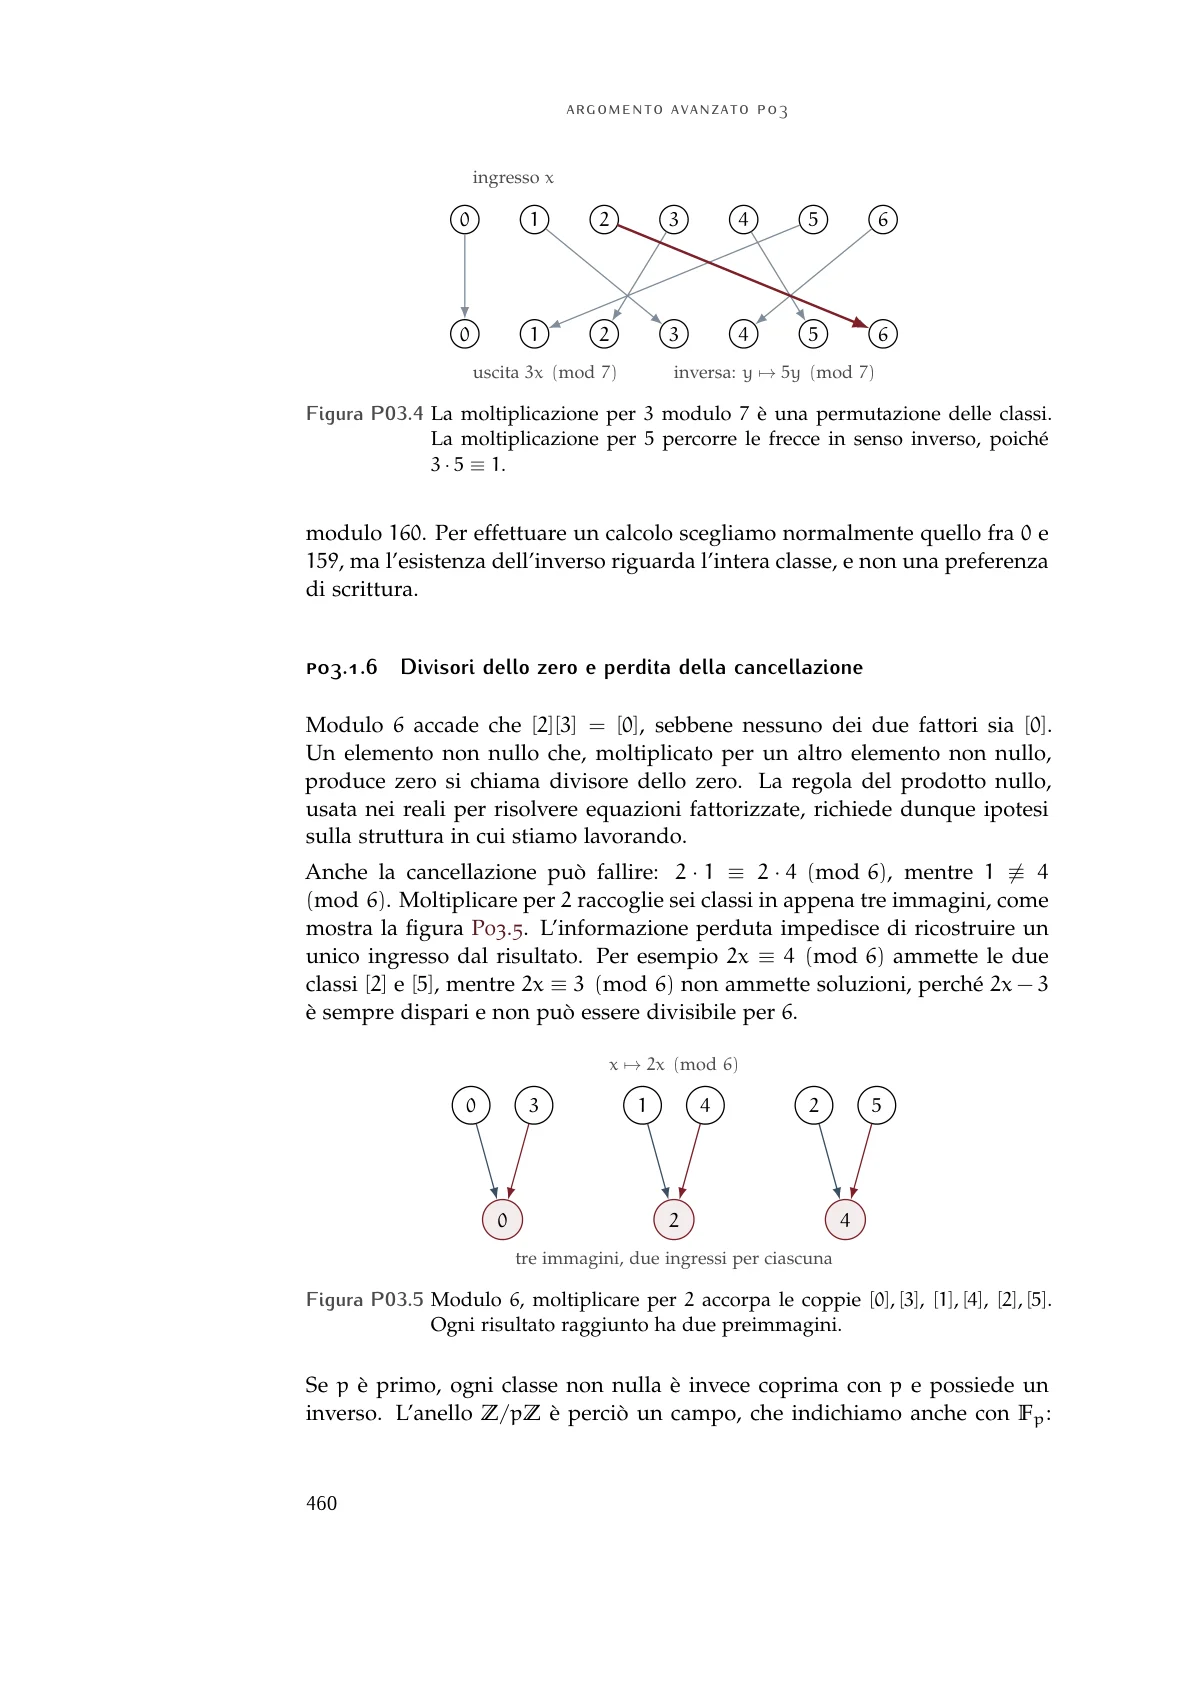 ARGOMENTO AVANZATO P03
ingresso x
0 1 2 3 4 5 6
0 1 2 3 4 5 6
uscita 3x (mod 7) inversa: y ↦ 5y (mod 7)
Figura P03.4 La moltiplicazione per 3 modulo 7 è una permutazione delle classi.
La moltiplicazione per 5 percorre le frecce in senso inverso, poiché
3 · 5 ≡ 1.
modulo 160. Per effettuare un calcolo scegliamo normalmente quello fra 0 e
159, ma l'esistenza dell'inverso riguarda l'intera classe, e non una preferenza
di scrittura.
P03.1.6 Divisori dello zero e perdita della cancellazione
Modulo 6 accade che [2][3] = [0], sebbene nessuno dei due fattori sia [0].
Un elemento non nullo che, moltiplicato per un altro elemento non nullo,
produce zero si chiama divisore dello zero. La regola del prodotto nullo,
usata nei reali per risolvere equazioni fattorizzate, richiede dunque ipotesi
sulla struttura in cui stiamo lavorando.
Anche la cancellazione può fallire: 2 · 1 ≡ 2 · 4 (mod 6), mentre 1 ≢ 4
(mod 6). Moltiplicare per 2 raccoglie sei classi in appena tre immagini, come
mostra la figura P03.5. L'informazione perduta impedisce di ricostruire un
unico ingresso dal risultato. Per esempio 2x ≡ 4 (mod 6) ammette le due
classi [2] e [5], mentre 2x ≡ 3 (mod 6) non ammette soluzioni, perché 2x − 3
è sempre dispari e non può essere divisibile per 6.
x ↦ 2x (mod 6)
0 3 1 4 2 5
0 2 4
tre immagini, due ingressi per ciascuna
Figura P03.5 Modulo 6, moltiplicare per 2 accorpa le coppie [0], [3], [1], [4], [2], [5].
Ogni risultato raggiunto ha due preimmagini.
Se p è primo, ogni classe non nulla è invece coprima con p e possiede un
inverso. L'anello ℤ/pℤ è perciò un campo, che indichiamo anche con 𝔽p:
460